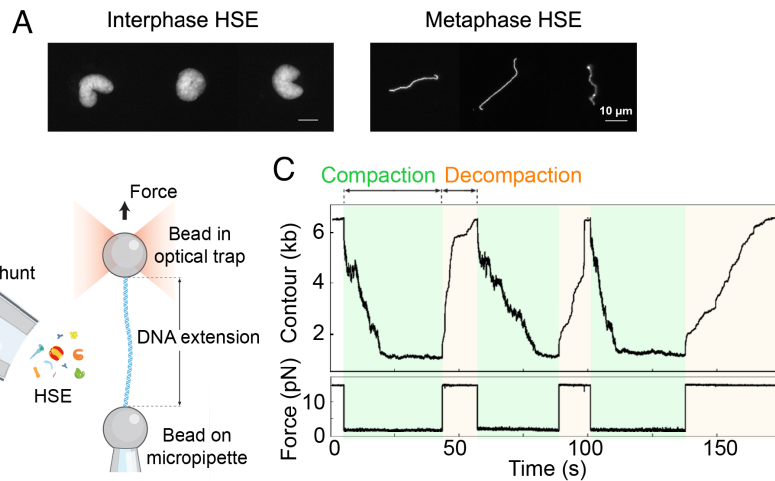 A
Interphase HSE
Metaphase HSE
10 µm
Force
Bead in
optical trap
hunt
DNA extension
HSE
Bead on
micropipette
C
Compaction
Decompaction
Contour (kb)
6
4
2
Force (pN)
10
0
0
50
100
150
Time (s)